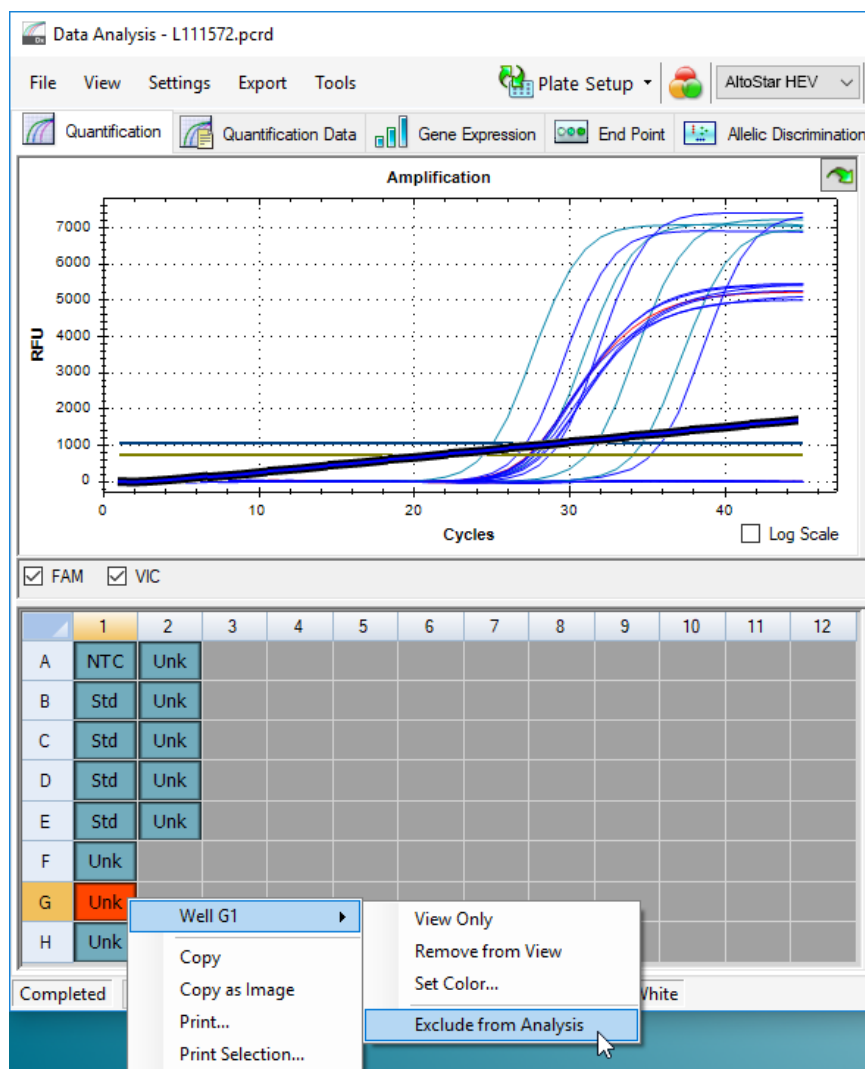 Data Analysis - L111572.pcrd
File View Settings Export Tools Plate Setup AltoStar HEV
Quantification Quantification Data Gene Expression End Point Allelic Discrimination
Amplification
7000
6000
5000
4000
3000
2000
1000
0
RFU
0 10 20 30 40
Cycles
Log Scale
FAM VIC
1 2 3 4 5 6 7 8 9 10 11 12
A NTC Unk
B Std Unk
C Std Unk
D Std Unk
E Std Unk
F Unk
G Unk
H Unk
Well G1
Copy
Copy as Image
Print...
Print Selection...
View Only
Remove from View
Set Color...
Exclude from Analysis
Completed